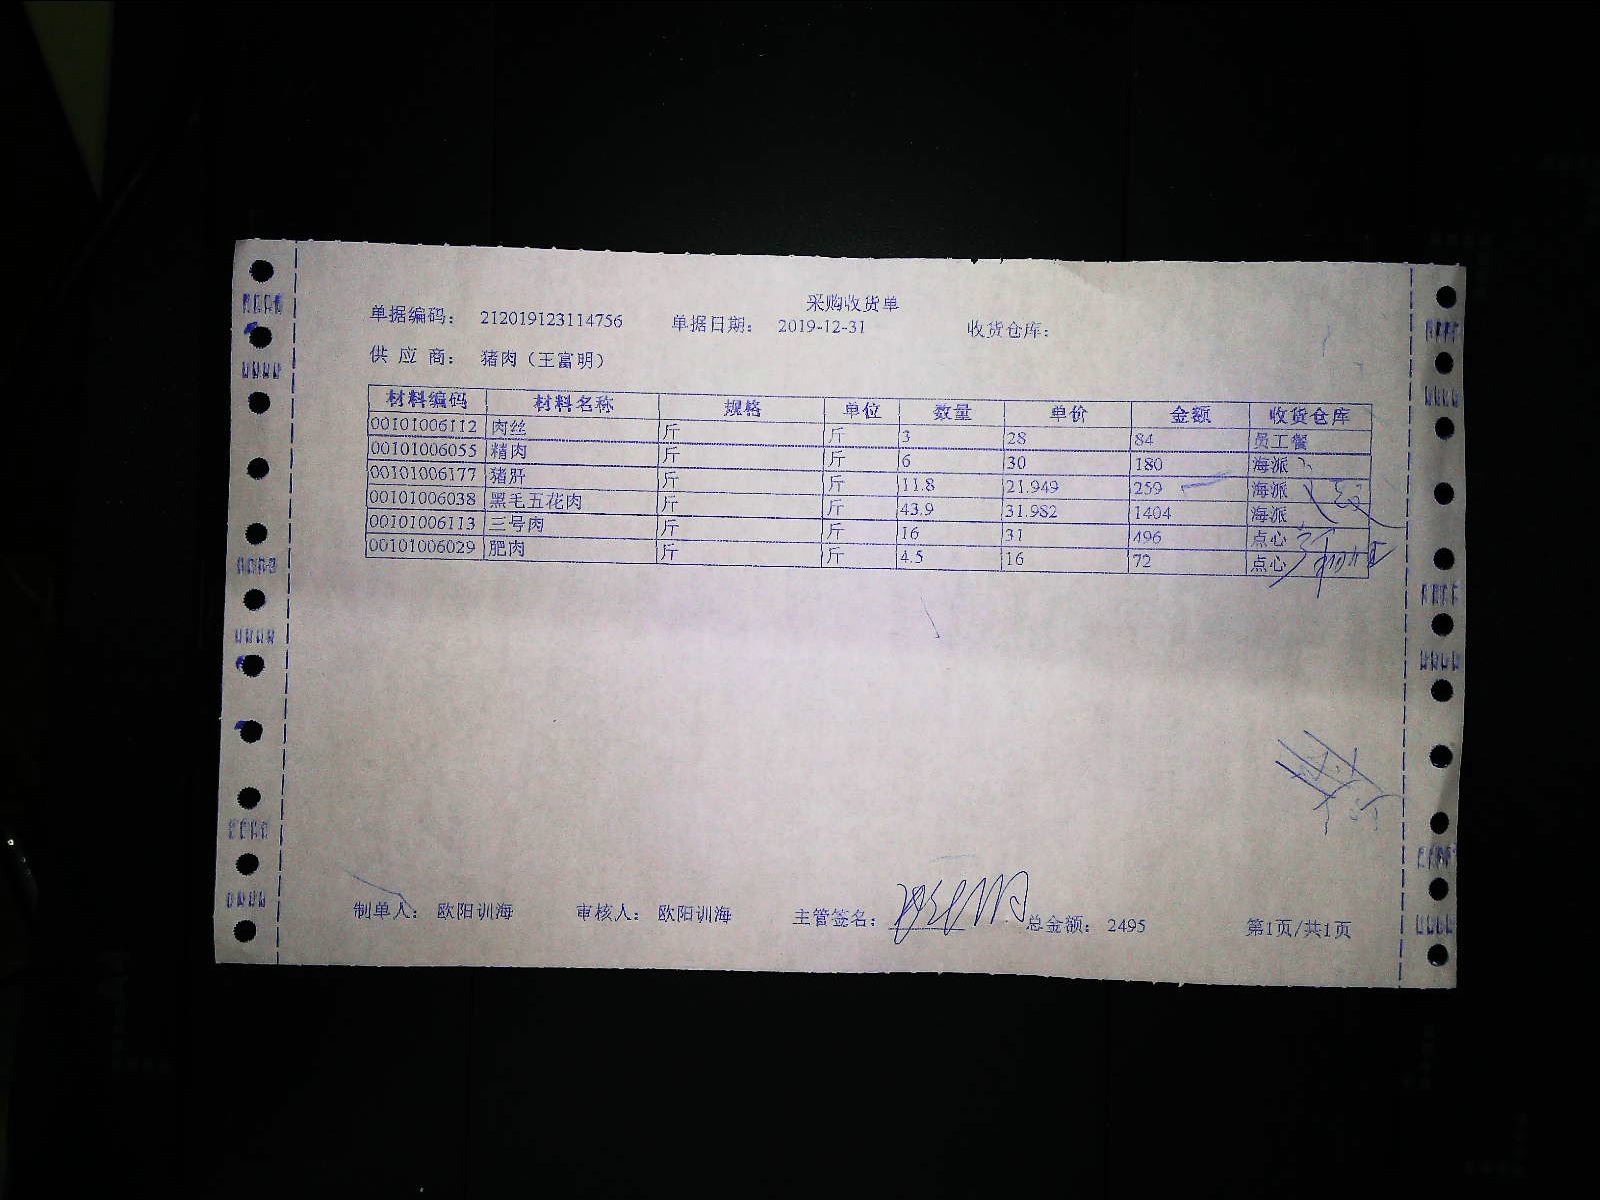 采购收货单
单据编码： 212019123114756 单据日期： 2019-12-31 收货仓库：
供 应 商： 猪肉（王富明）
材料编码 材料名称 规格 单位 数量 单价 金额 收货仓库
00101006112 肉丝 斤 斤 3 28 84 员工餐
00101006055 精肉 斤 斤 6 30 180 海派
00101006177 猪肝 斤 斤 11.8 21.949 259 海派
00101006038 黑毛五花肉 斤 斤 43.9 31.982 1404 海派
00101006113 三号肉 斤 斤 16 31 496 点心
00101006029 肥肉 斤 斤 4.5 16 72 点心
制单人： 欧阳训海 审核人： 欧阳训海 主管签名： 总金额： 2495 第1页/共1页